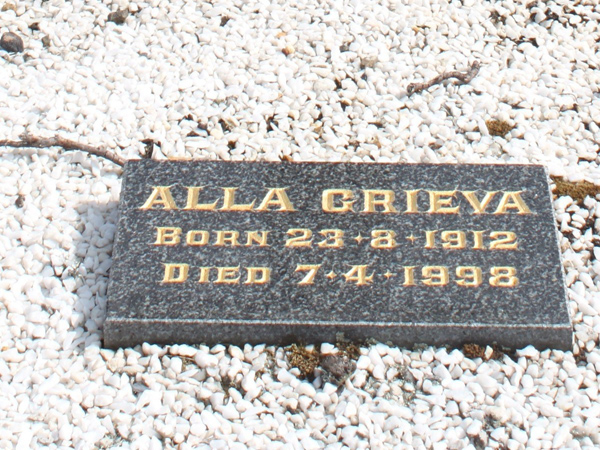 ALLA GRIEVA
BORN 23·8·1912
DIED 7·4·1998